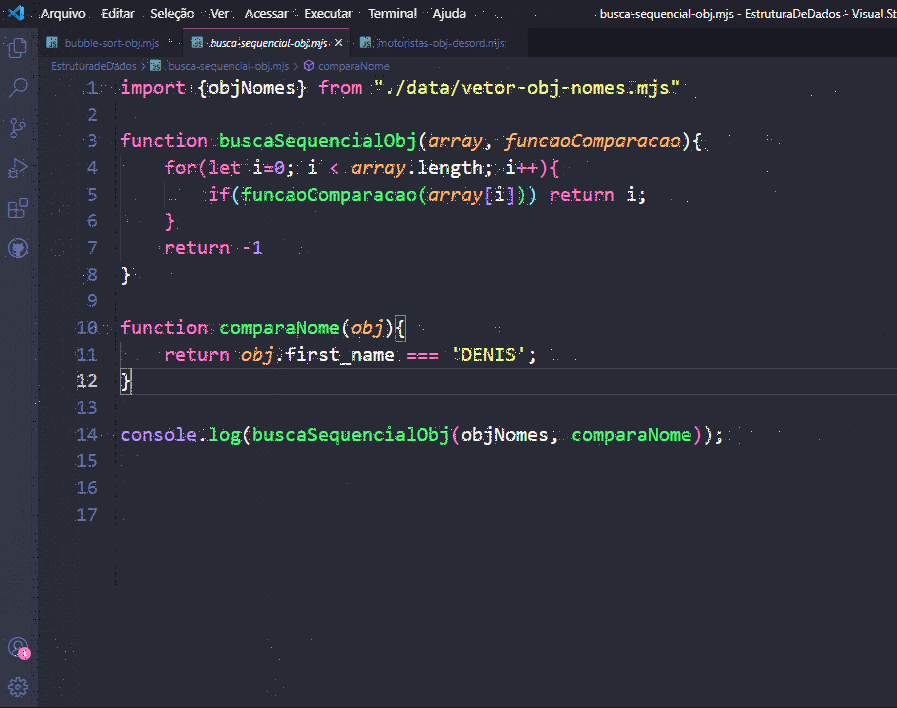 Arquivo Editar Seleção Ver Acessar Executar Terminal Ajuda busca-sequencial-obj.mjs - EstruturaDeDados - Visual St
bubble-sort-obj.mjs busca-sequencial-obj.mjs motoristas-obj-desord.mjs
EstruturadeDados > busca-sequencial-obj.mjs > comparaNome
1 import {objNomes} from "./data/vetor-obj-nomes.mjs"
2
3 function buscaSequencialObj(array, funcaoComparacao){
4 for(let i=0; i < array.length; i++){
5 if(funcaoComparacao(array[i])) return i;
6 }
7 return -1
8 }
9
10 function comparaNome(obj){
11 return obj.first_name === 'DENIS';
12 }
13
14 console.log(buscaSequencialObj(objNomes, comparaNome));
15
16
17